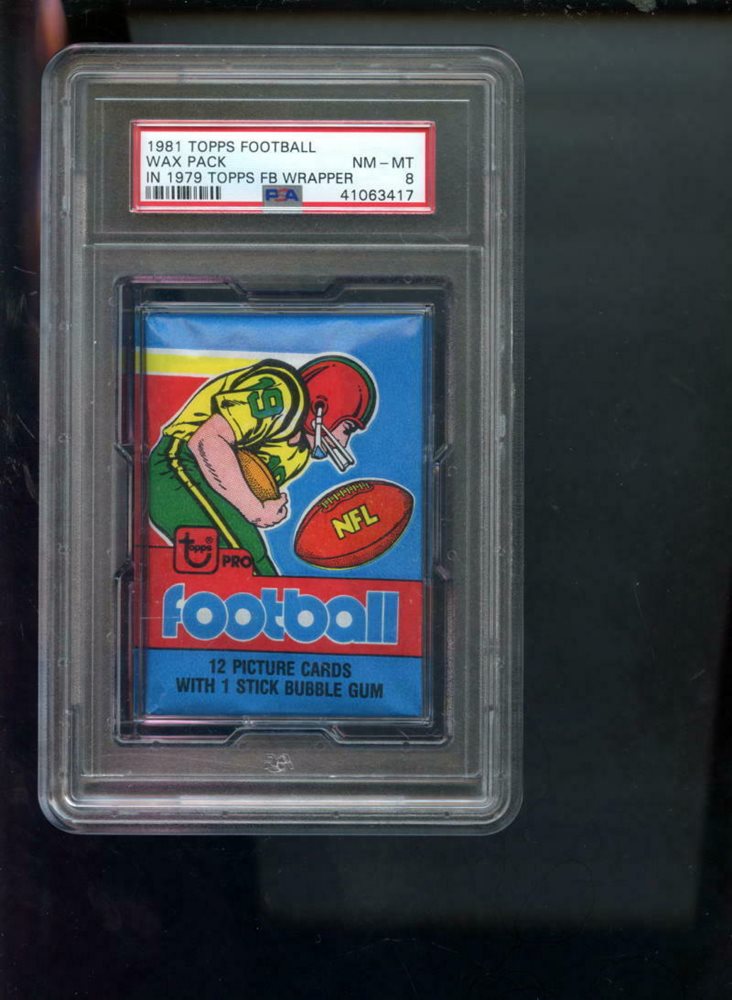 1981 TOPPS FOOTBALL
WAX PACK NM - MT
IN 1979 TOPPS FB WRAPPER 8
PSA 41063417
19
NFL
topps
PRO
football
12 PICTURE CARDS
WITH 1 STICK BUBBLE GUM